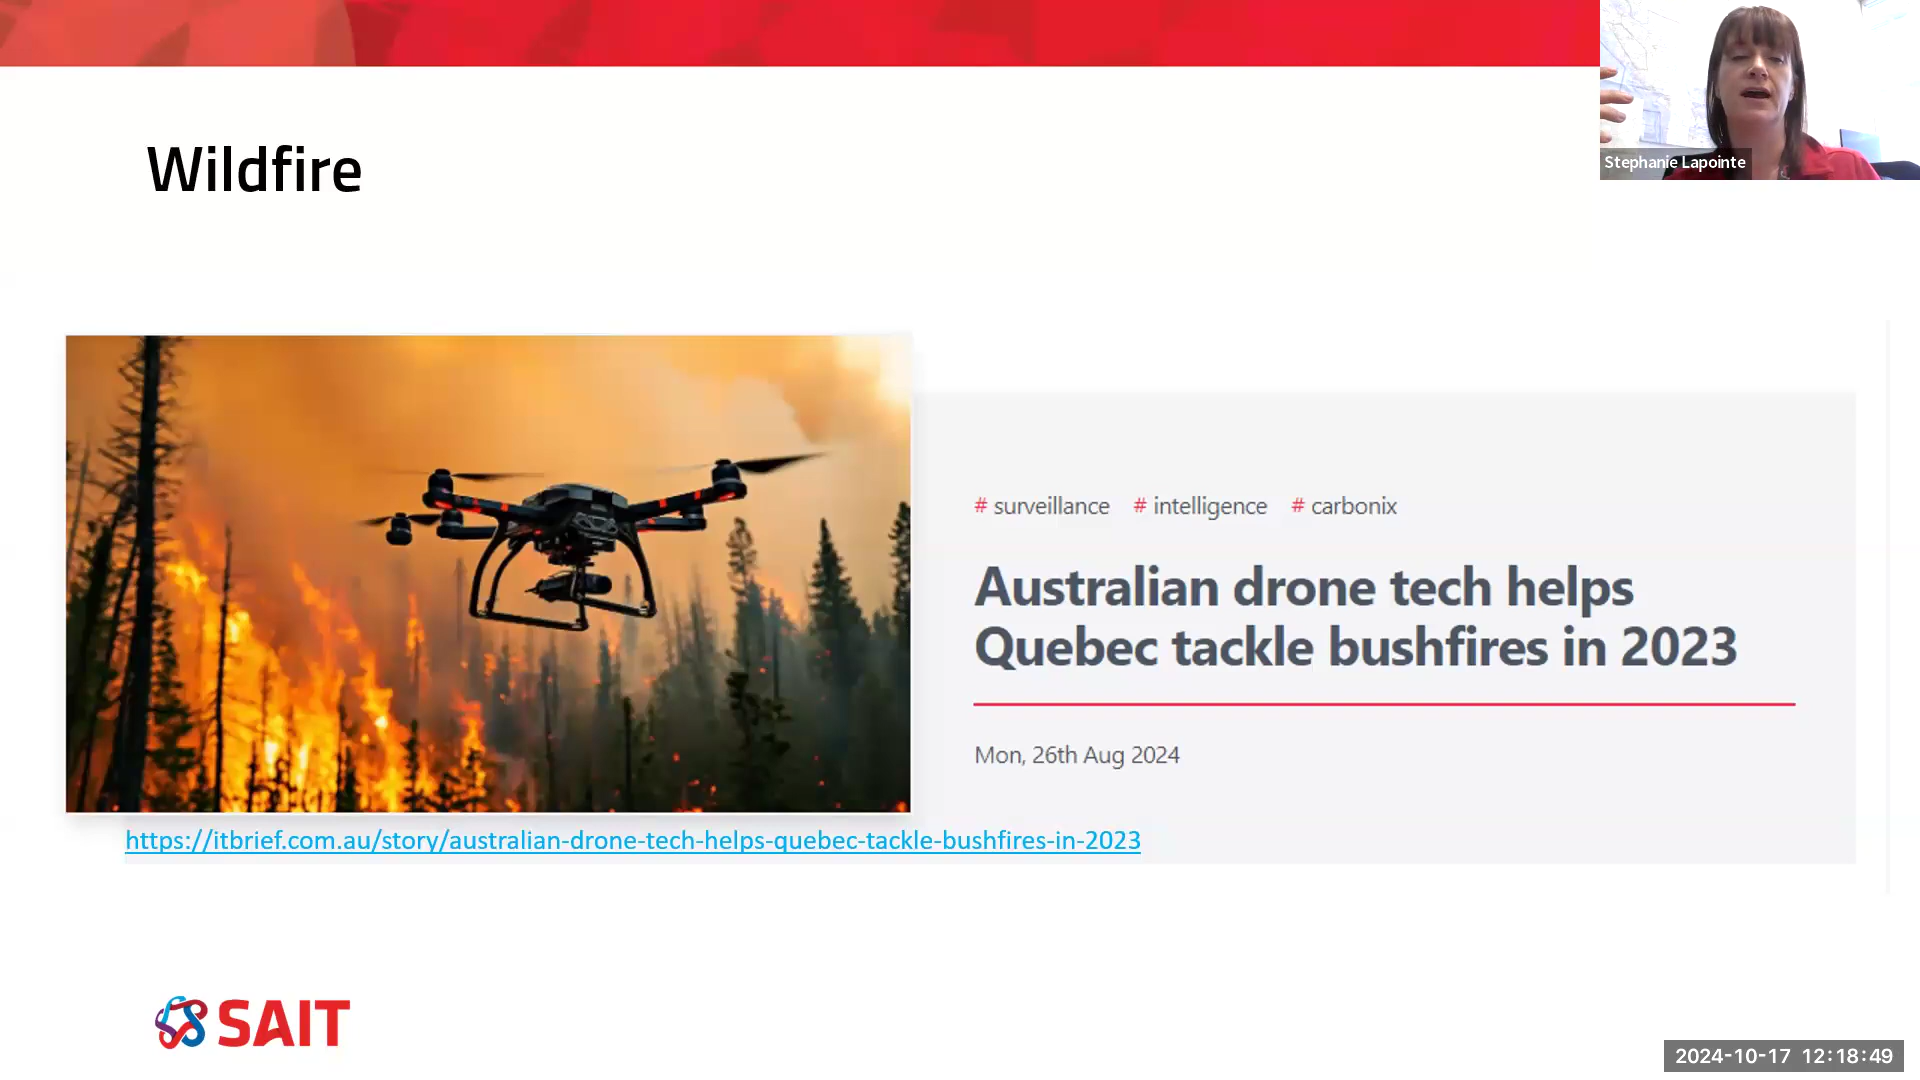 Stephanie Lapointe
Wildfire
# surveillance # intelligence # carbonix
Australian drone tech helps
Quebec tackle bushfires in 2023
Mon, 26th Aug 2024
https://itbrief.com.au/story/australian-drone-tech-helps-quebec-tackle-bushfires-in-2023
SAIT
2024-10-17 12:18:49